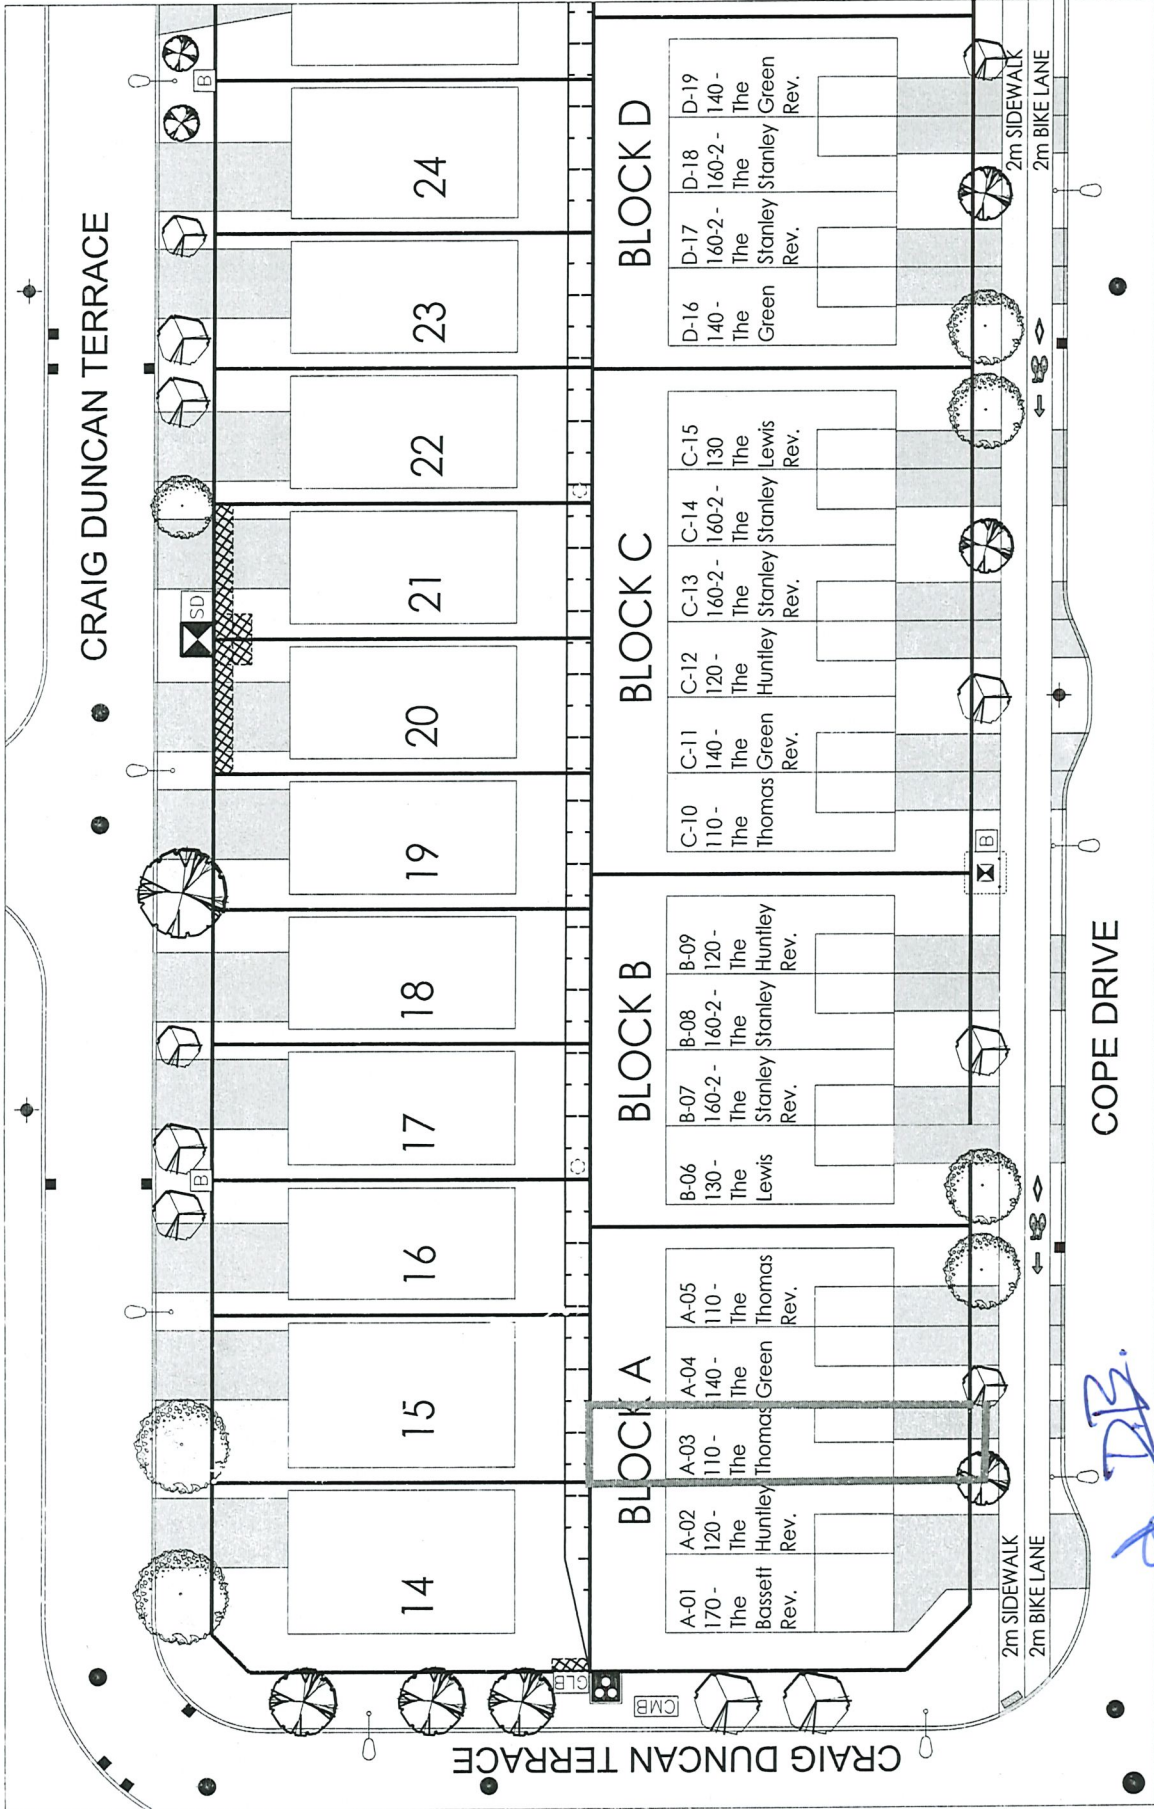 CRAIG DUNCAN TERRACE
B
B
SD
14
15
16
17
18
19
20
21
22
23
24
CRAIG DUNCAN TERRACE
GLB
CMB
BLOCK A
A-01
170 -
The
Bassett
Rev.
A-02
120 -
The
Huntley
Rev.
A-03
110 -
The
Thomas
A-04
140 -
The
Green
A-05
110 -
The
Thomas
Rev.
BLOCK B
B-06
130 -
The
Lewis
B-07
160-2 -
The
Stanley
Rev.
B-08
160-2 -
The
Stanley
B-09
120 -
The
Huntley
Rev.
BLOCK C
C-10
110 -
The
Thomas
C-11
140 -
The
Green
Rev.
C-12
120 -
The
Huntley
C-13
160-2 -
The
Stanley
Rev.
C-14
160-2 -
The
Stanley
C-15
130
The
Lewis
Rev.
BLOCK D
D-16
140 -
The
Green
D-17
160-2 -
The
Stanley
Rev.
D-18
160-2 -
The
Stanley
D-19
140 -
The
Green
Rev.
B
2m SIDEWALK
2m BIKE LANE
2m SIDEWALK
2m BIKE LANE
COPE DRIVE
DB.